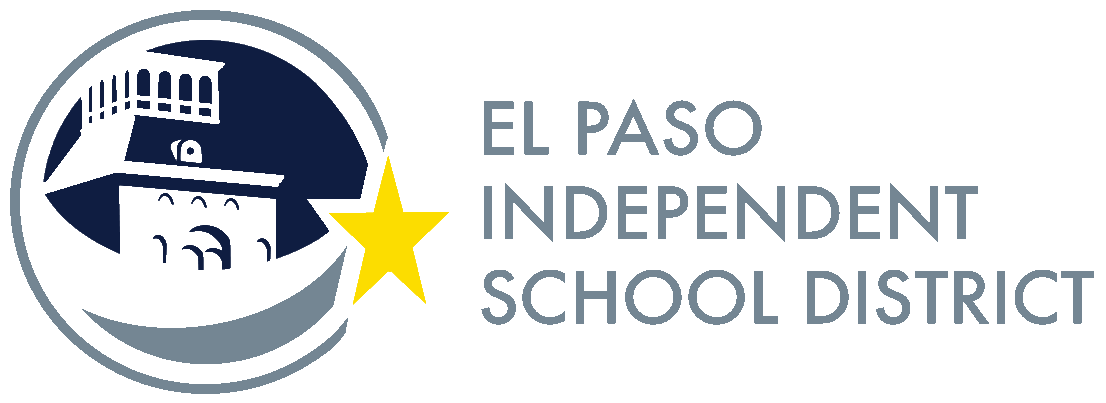 EL PASO
INDEPENDENT
SCHOOL DISTRICT